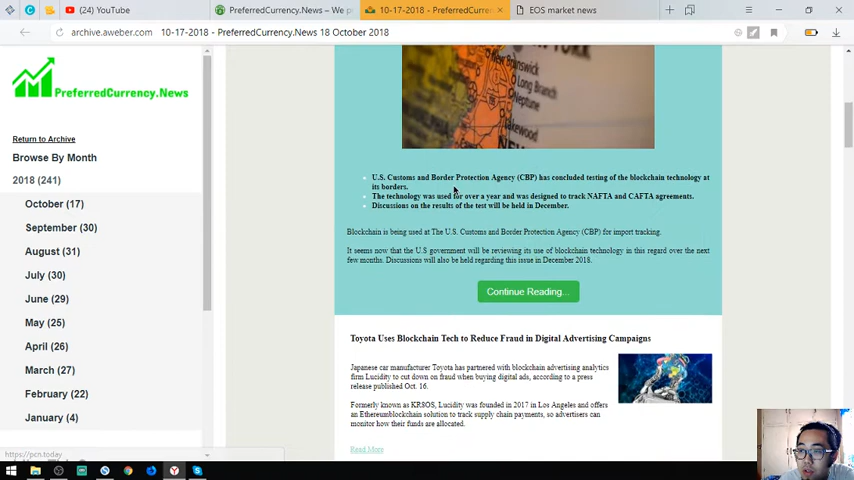 (24) YouTube
PreferredCurrency.News – We p
10-17-2018 - PreferredCurre
EOS market news
archive.aweber.com
10-17-2018 - PreferredCurrency.News 18 October 2018
PreferredCurrency.News
Return to Archive
Browse By Month
2018 (241)
October (17)
September (30)
August (31)
July (30)
June (29)
May (25)
April (26)
March (27)
February (22)
January (4)
https://pcn.today
New Brunswick
Long Branch
Neptune
Lakewood
U.S. Customs and Border Protection Agency (CBP) has concluded testing of the blockchain technology at
its borders.
The technology was used for over a year and was designed to track NAFTA and CAFTA agreements.
Discussions on the results of the test will be held in December.
Blockchain is being used at The U.S. Customs and Border Protection Agency (CBP) for import tracking.
It seems now that the U.S government will be reviewing its use of blockchain technology in this regard over the next
few months. Discussions will also be held regarding this issue in December 2018.
Continue Reading...
Toyota Uses Blockchain Tech to Reduce Fraud in Digital Advertising Campaigns
Japanese car manufacturer Toyota has partnered with blockchain advertising analytics
firm Lucidity to cut down on fraud when buying digital ads, according to a press
release published Oct. 16.
Formerly known as KR8OS, Lucidity was founded in 2017 in Los Angeles and offers
an Ethereumblockchain solution to track supply chain payments, so advertisers can
monitor how their funds are allocated.
Read More